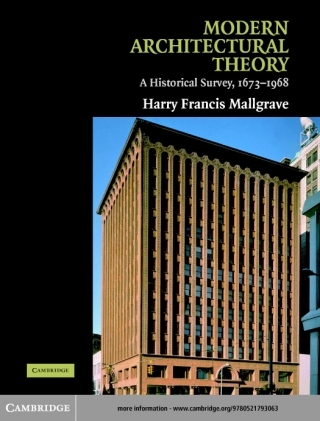 MODERN
ARCHITECTURAL
THEORY
A Historical Survey, 1673–1968
Harry Francis Mallgrave
CAMBRIDGE
CAMBRIDGE
more information - www.cambridge.org/9780521793063